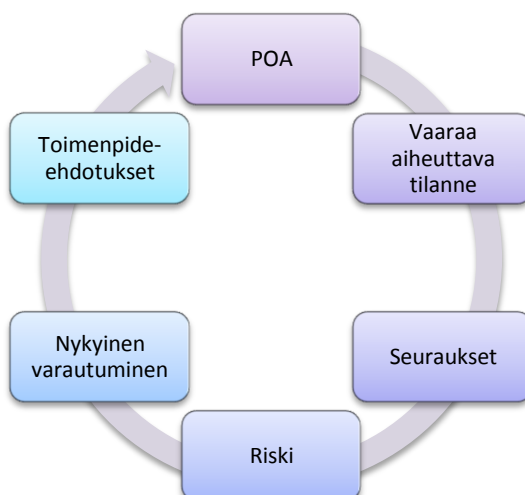 POA
Vaaraa
aiheuttava
tilanne
Seuraukset
Riski
Nykyinen
varautuminen
Toimenpide-
ehdotukset